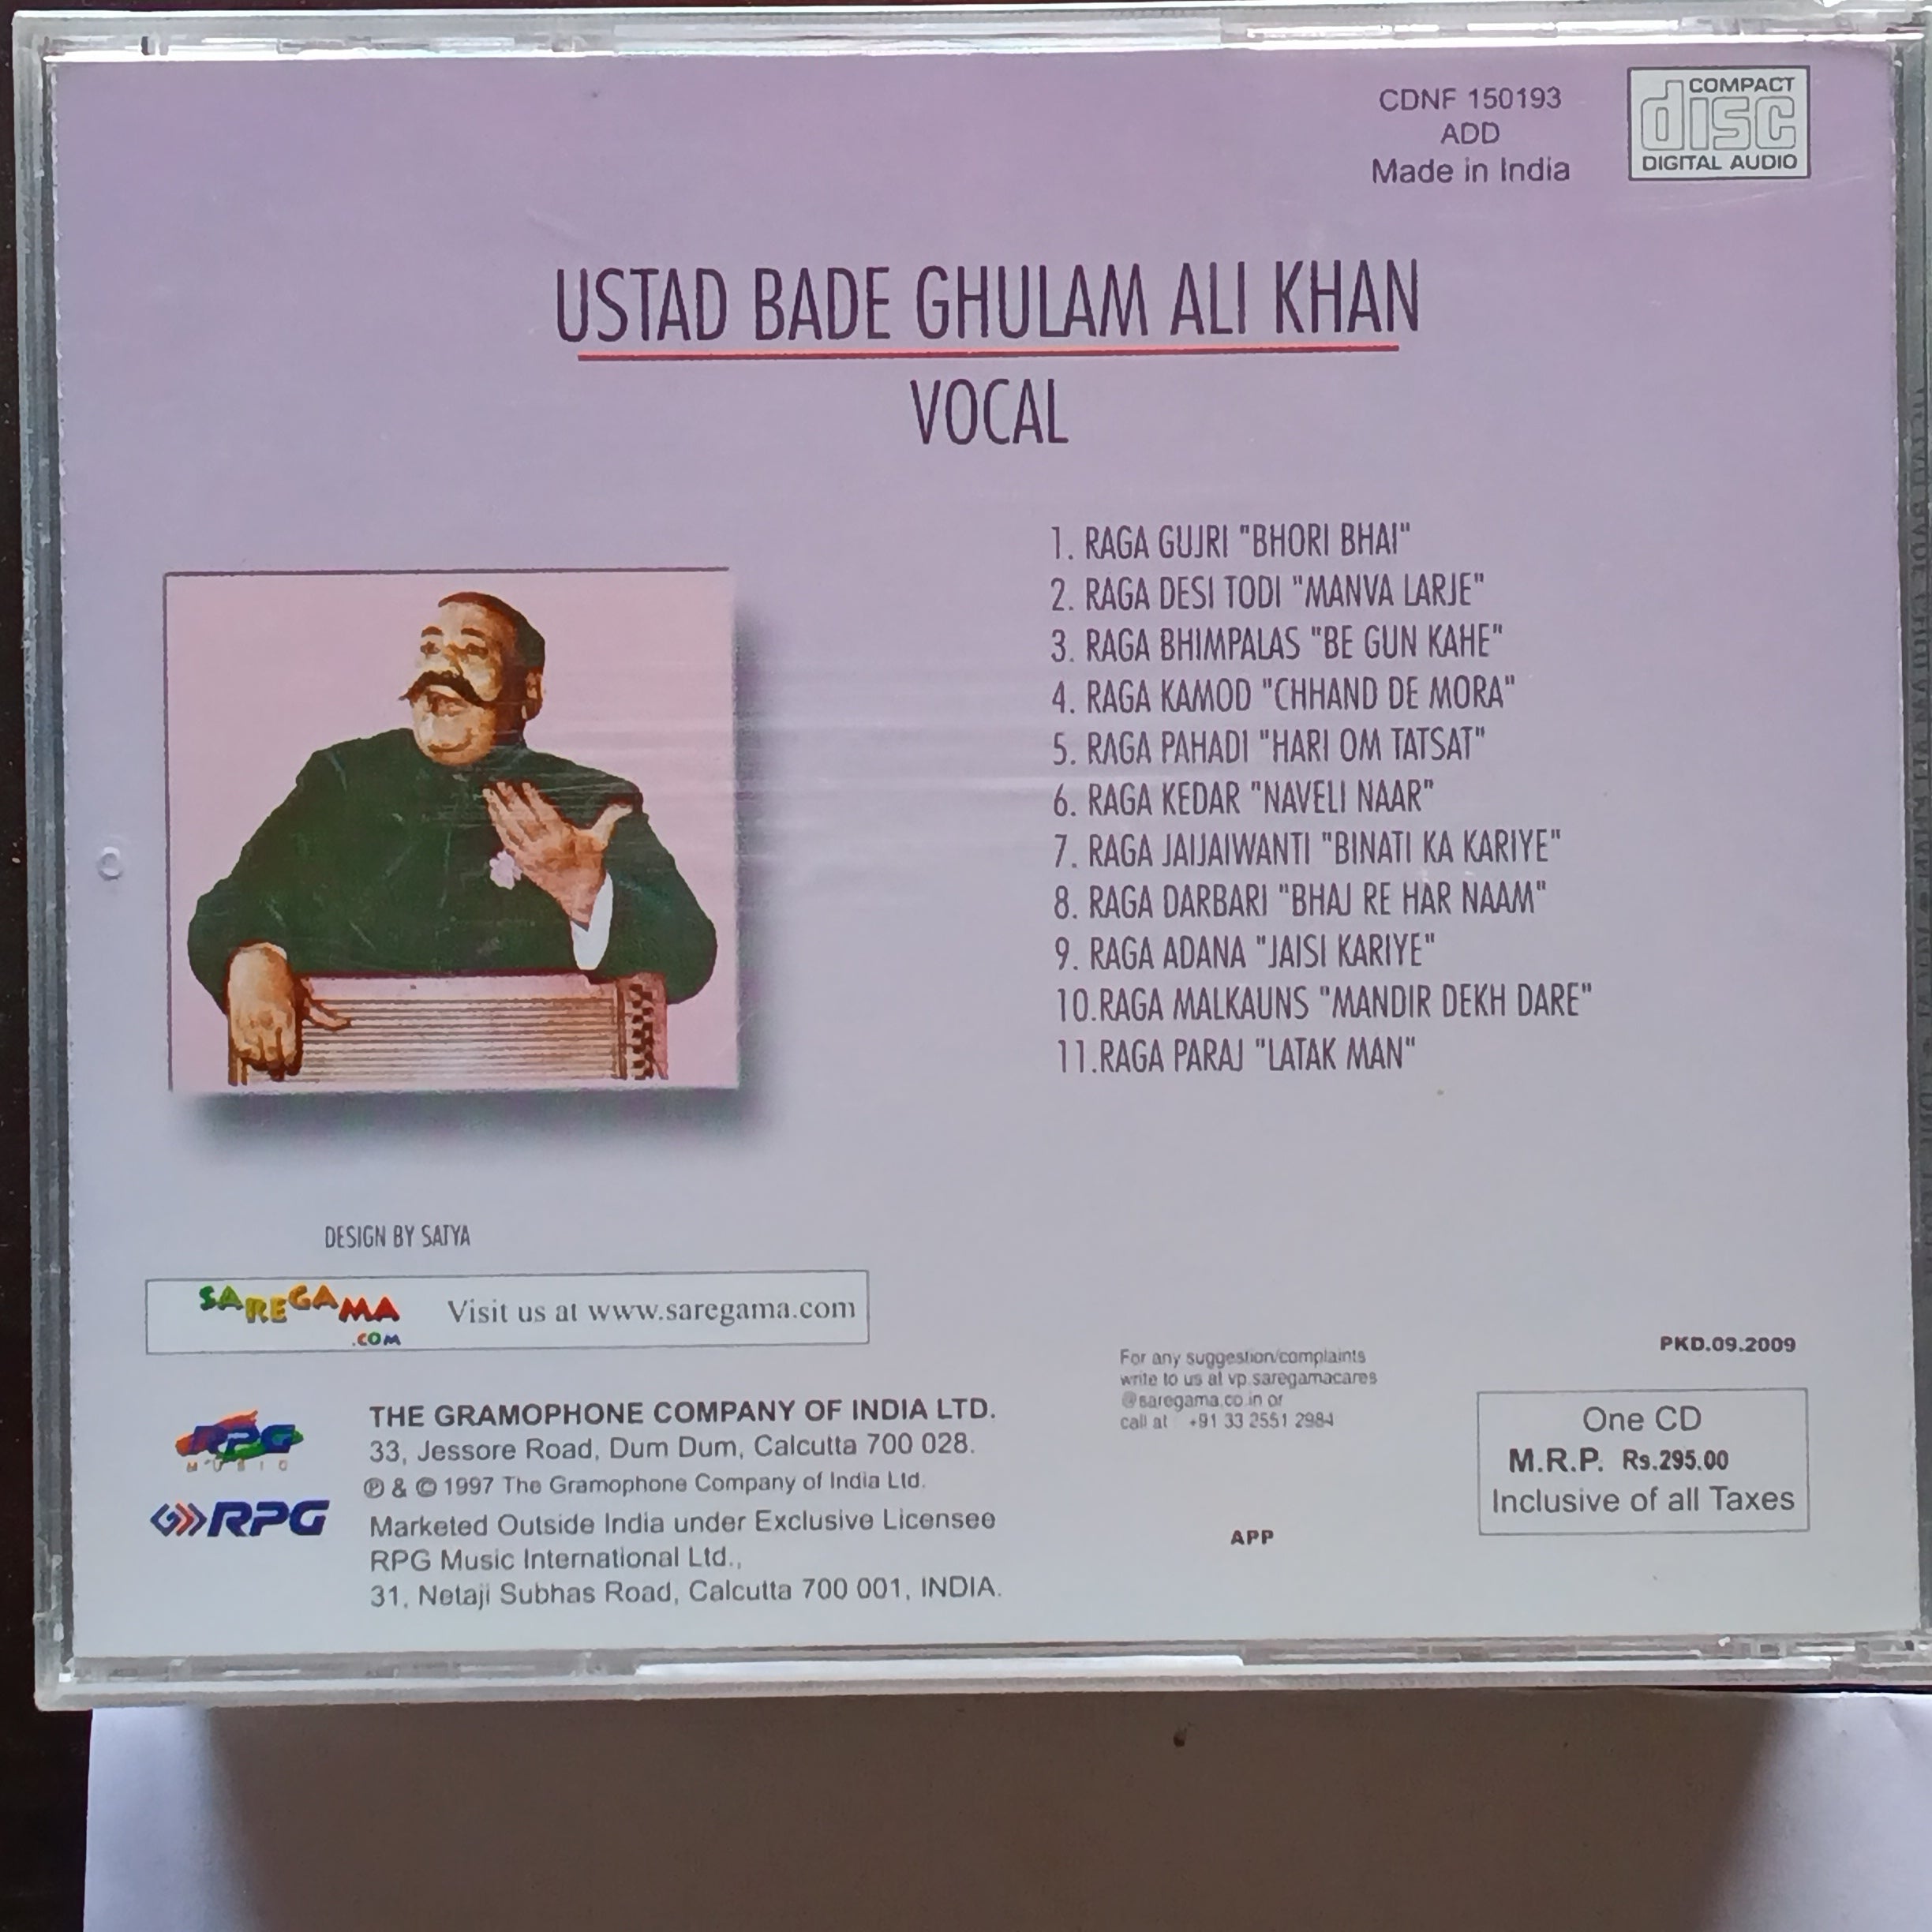 CDNF 150193
ADD
Made in India
COMPACT
disc
DIGITAL AUDIO
USTAD BADE GHULAM ALI KHAN
VOCAL
1. RAGA GUJRI "BHORI BHAI"
2. RAGA DESI TODI "MANVA LARJE"
3. RAGA BHIMPALAS "BE GUN KAHE"
4. RAGA KAMOD "CHHAND DE MORA"
5. RAGA PAHADI "HARI OM TATSAT"
6. RAGA KEDAR "NAVELI NAAR"
7. RAGA JAIJAIWANTI "BINATI KA KARIYE"
8. RAGA DARBARI "BHAJ RE HAR NAAM"
9. RAGA ADANA "JAISI KARIYE"
10.RAGA MALKAUNS "MANDIR DEKH DARE"
11.RAGA PARAJ "LATAK MAN"
DESIGN BY SATYA
SAREGAMA
.COM
Visit us at www.saregama.com
RPG
MUSIC
RPG
THE GRAMOPHONE COMPANY OF INDIA LTD.
33, Jessore Road, Dum Dum, Calcutta 700 028.
℗ & © 1997 The Gramophone Company of India Ltd.
Marketed Outside India under Exclusive Licensee
RPG Music International Ltd.,
31, Netaji Subhas Road, Calcutta 700 001, INDIA.
For any suggestion/complaints
write to us at vp.saregamacares
@saregama.co.in or
call at +91 33 2551 2984
APP
PKD.09.2009
One CD
M.R.P. Rs.295.00
Inclusive of all Taxes